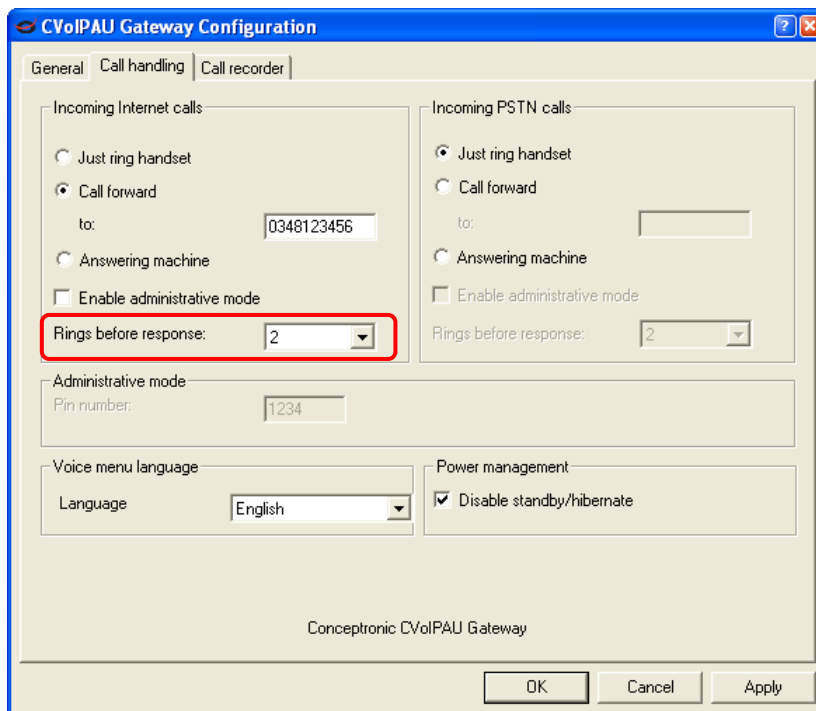 CVoIPAU Gateway Configuration
General Call handling Call recorder
Incoming Internet calls
Just ring handset
Call forward
to: 0348123456
Answering machine
Enable administrative mode
Rings before response: 2
Incoming PSTN calls
Just ring handset
Call forward
to:
Answering machine
Enable administrative mode
Rings before response: 2
Administrative mode
Pin number: 1234
Voice menu language
Language English
Power management
Disable standby/hibernate
Conceptronic CVoIPAU Gateway
OK Cancel Apply